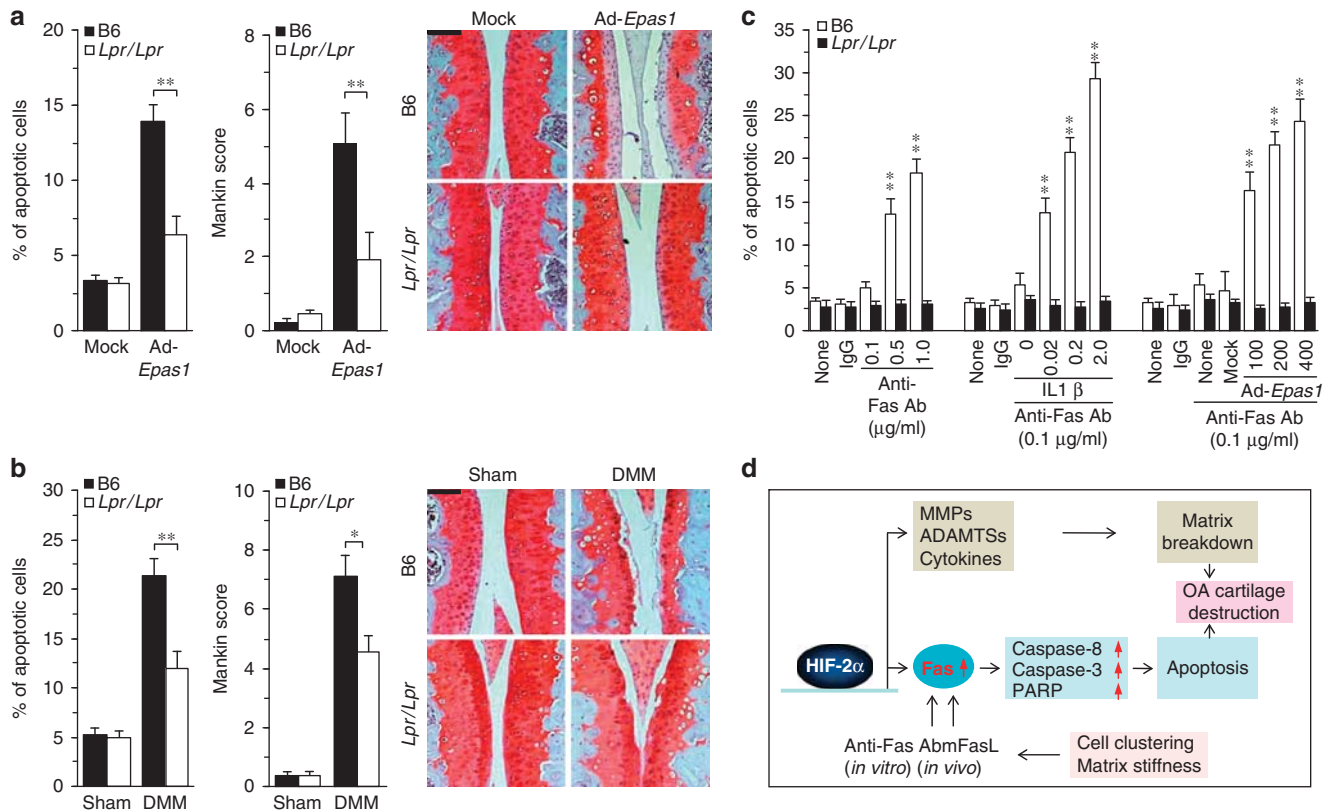 a
B6
Lpr/Lpr
% of apoptotic cells
20
15
10
5
0
**
Mock
Ad-
Epas1
B6
Lpr/Lpr
Mankin score
8
6
4
2
0
**
Mock
Ad-
Epas1
Mock
Ad-Epas1
B6
Lpr/Lpr
b
B6
Lpr/Lpr
% of apoptotic cells
30
25
20
15
10
5
0
**
Sham
DMM
B6
Lpr/Lpr
Mankin score
10
8
6
4
2
0
*
Sham
DMM
Sham
DMM
B6
Lpr/Lpr
c
B6
Lpr/Lpr
% of apoptotic cells
35
30
25
20
15
10
5
0
**
**
**
**
**
**
**
**
None
IgG
0.1
0.5
1.0
Anti-
Fas Ab
(μg/ml)
None
IgG
0
0.02
0.2
2.0
IL1 β
Anti-Fas Ab
(0.1 μg/ml)
None
IgG
None
Mock
100
200
400
Ad-Epas1
Anti-Fas Ab
(0.1 μg/ml)
d
MMPs
ADAMTSs
Cytokines
Matrix
breakdown
OA cartilage
destruction
HIF-2α
Fas
Caspase-8
Caspase-3
PARP
Apoptosis
Anti-Fas AbmFasL
(in vitro) (in vivo)
Cell clustering
Matrix stiffness